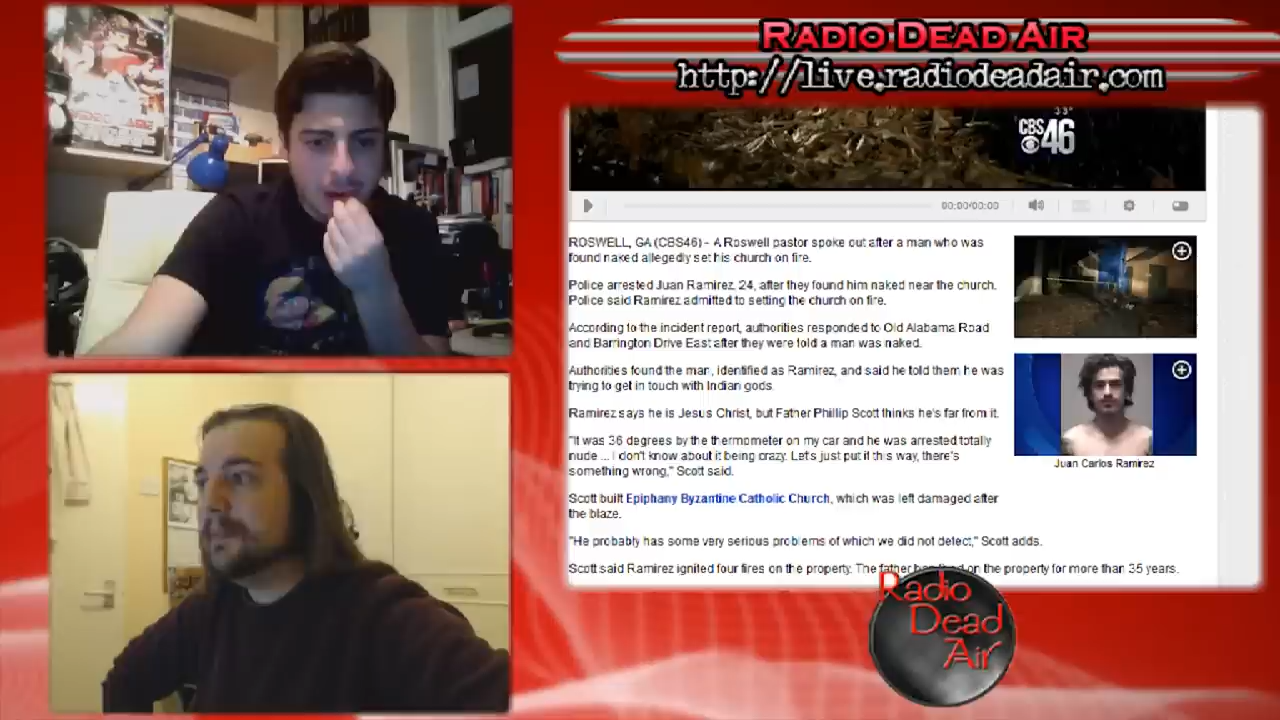 RADIO DEAD AIR
http://live.radiodeadair.com
33°
CBS 46
00:00/00:00
ROSWELL, GA (CBS46) - A Roswell pastor spoke out after a man who was
found naked allegedly set his church on fire.
Police arrested Juan Ramirez, 24, after they found him naked near the church.
Police said Ramirez admitted to setting the church on fire.
According to the incident report, authorities responded to Old Alabama Road
and Barrington Drive East after they were told a man was naked.
Authorities found the man, identified as Ramirez, and said he told them he was
trying to get in touch with Indian gods.
Ramirez says he is Jesus Christ, but Father Phillip Scott thinks he's far from it.
"It was 36 degrees by the thermometer on my car and he was arrested totally
nude ... I don't know about it being crazy. Let's just put it this way, there's
something wrong," Scott said.
Juan Carlos Ramirez
Scott built Epiphany Byzantine Catholic Church, which was left damaged after
the blaze.
"He probably has some very serious problems of which we did not detect," Scott adds.
Scott said Ramirez ignited four fires on the property. The father on the property for more than 35 years.
Radio
Dead
Air